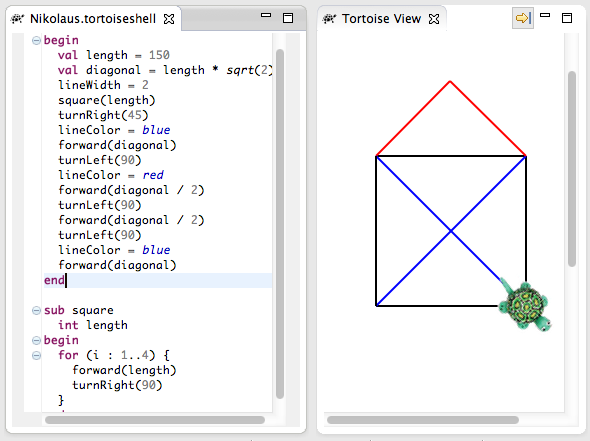 Nikolaus.tortoiseshell
begin
val length = 150
val diagonal = length * sqrt(2)
lineWidth = 2
square(length)
turnRight(45)
lineColor = blue
forward(diagonal)
turnLeft(90)
lineColor = red
forward(diagonal / 2)
turnLeft(90)
forward(diagonal / 2)
turnLeft(90)
lineColor = blue
forward(diagonal)
end
sub square
int length
begin
for (i : 1..4) {
forward(length)
turnRight(90)
}
Tortoise View